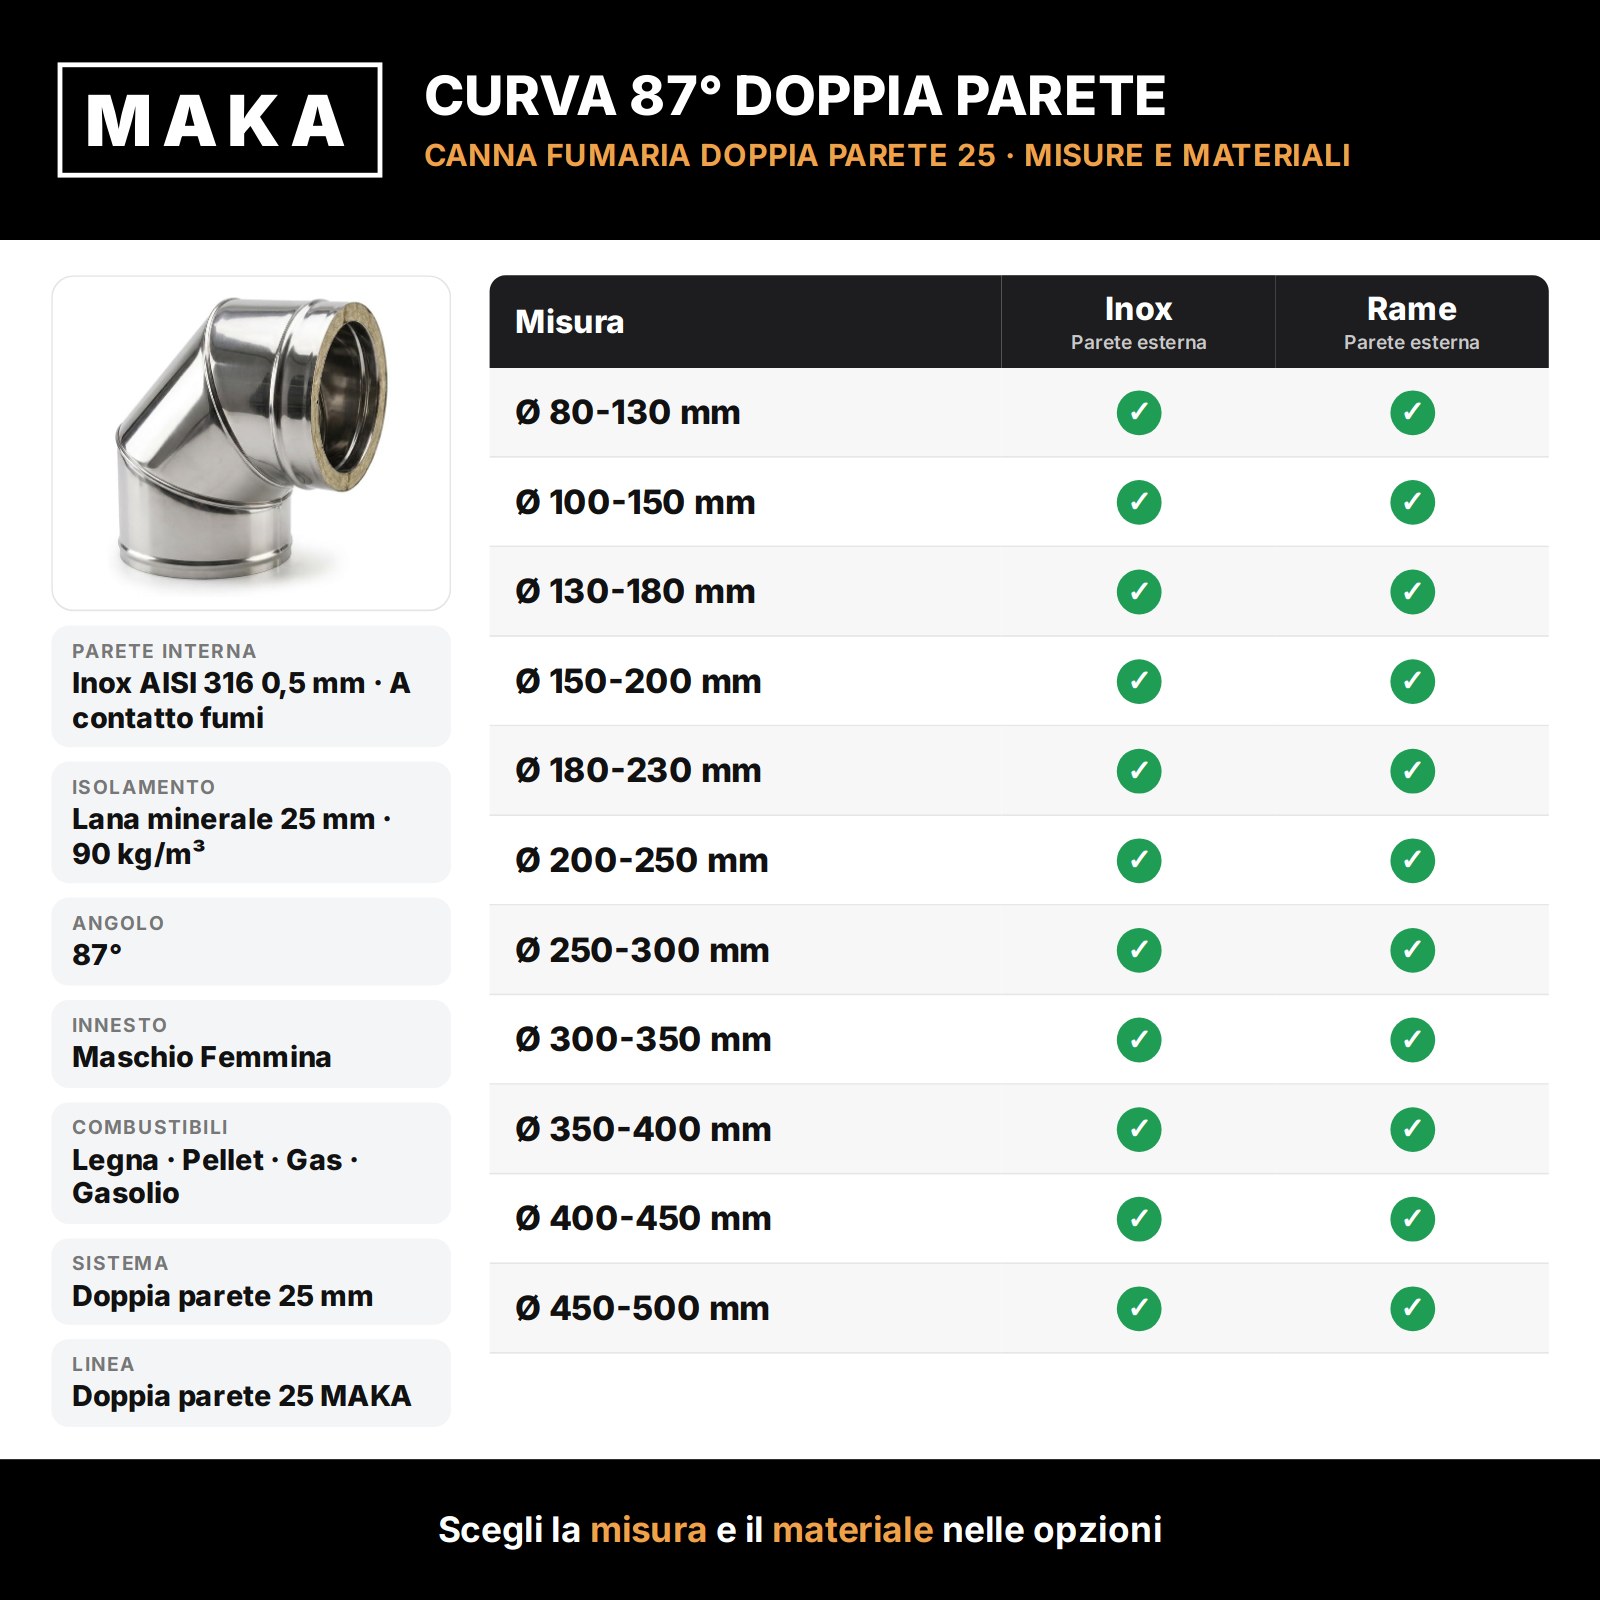 MAKA
CURVA 87° DOPPIA PARETE
CANNA FUMARIA DOPPIA PARETE 25 · MISURE E MATERIALI
PARETE INTERNA
Inox AISI 316 0,5 mm · A
contatto fumi
ISOLAMENTO
Lana minerale 25 mm ·
90 kg/m³
ANGOLO
87°
INNESTO
Maschio Femmina
COMBUSTIBILI
Legna · Pellet · Gas ·
Gasolio
SISTEMA
Doppia parete 25 mm
LINEA
Doppia parete 25 MAKA
Misura Inox Rame
Parete esterna Parete esterna
Ø 80-130 mm ✓ ✓
Ø 100-150 mm ✓ ✓
Ø 130-180 mm ✓ ✓
Ø 150-200 mm ✓ ✓
Ø 180-230 mm ✓ ✓
Ø 200-250 mm ✓ ✓
Ø 250-300 mm ✓ ✓
Ø 300-350 mm ✓ ✓
Ø 350-400 mm ✓ ✓
Ø 400-450 mm ✓ ✓
Ø 450-500 mm ✓ ✓
Scegli la misura e il materiale nelle opzioni